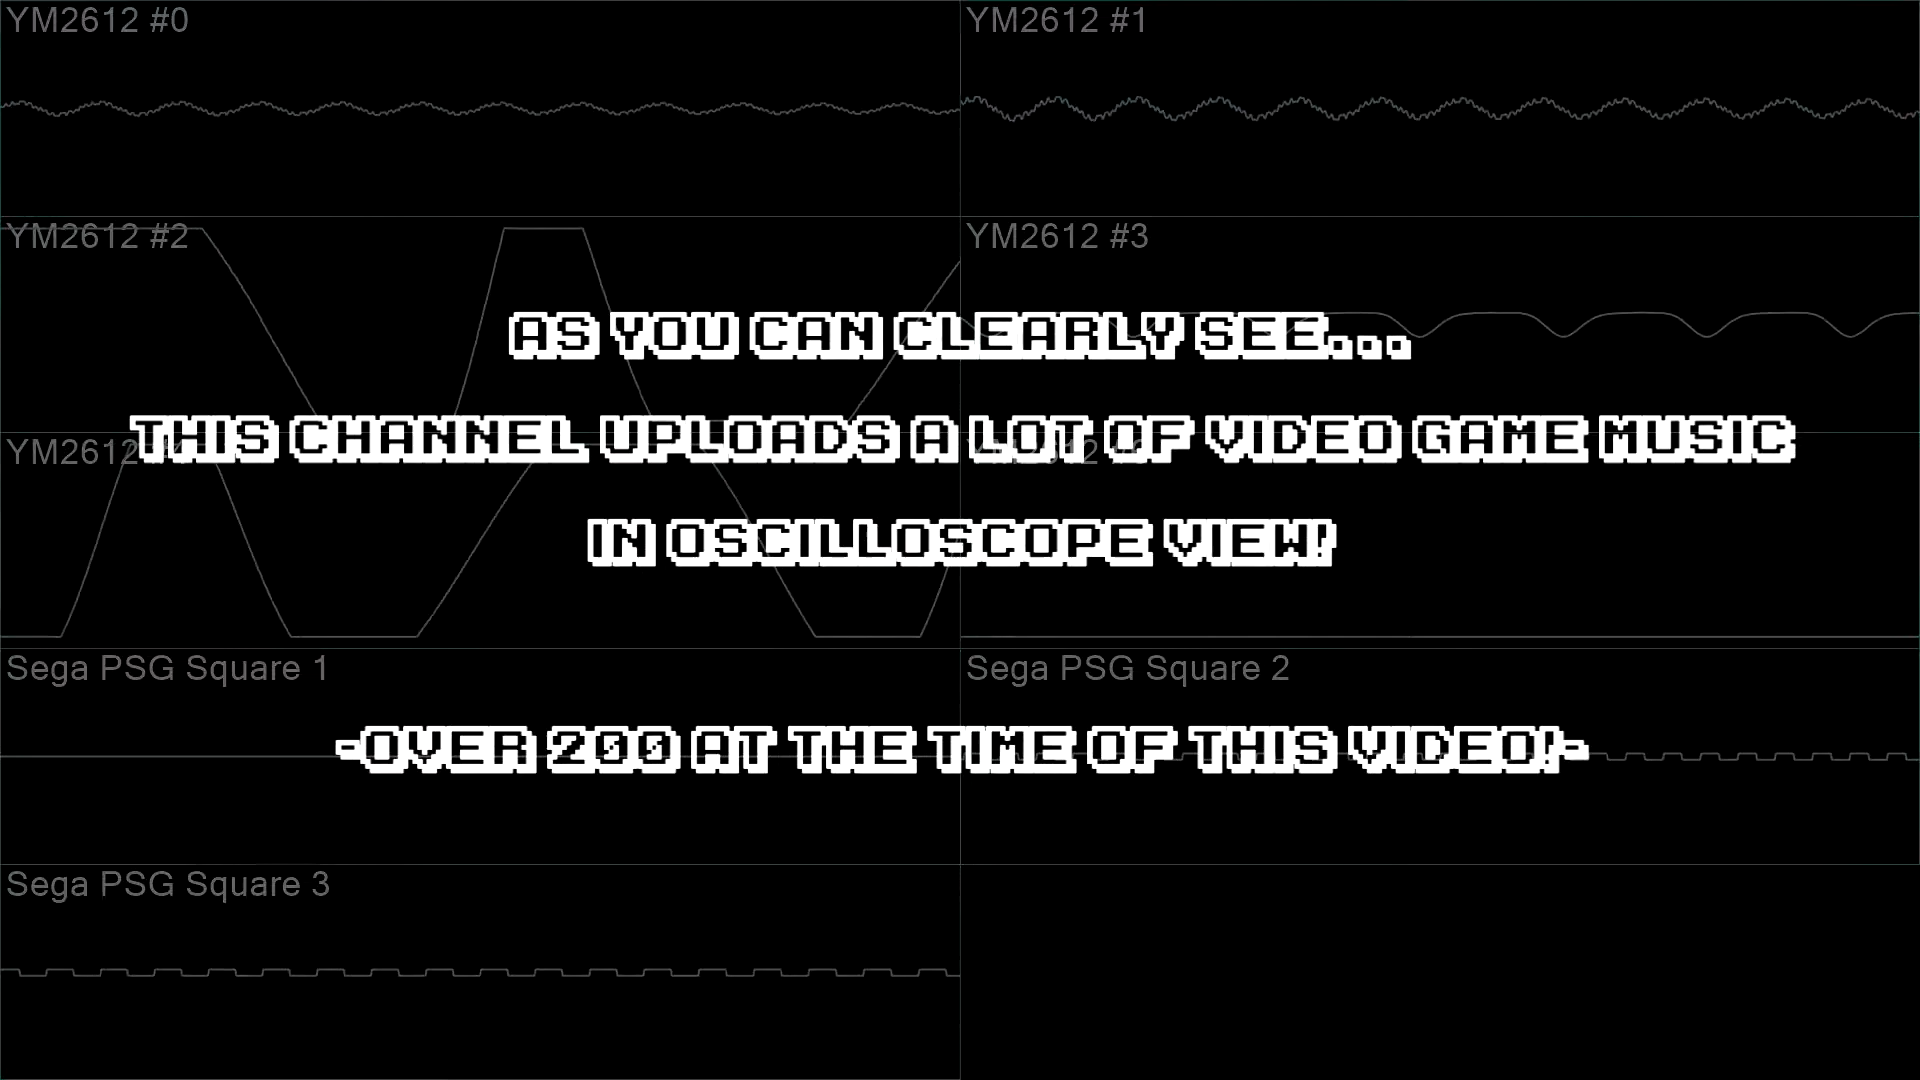 YM2612 #0
YM2612 #1
YM2612 #2
YM2612 #3
AS YOU CAN CLEARLY SEE...
THIS CHANNEL UPLOADS A LOT OF VIDEO GAME MUSIC
YM2612
YM2612
IN OSCILLOSCOPE VIEW!
Sega PSG Square 1
Sega PSG Square 2
-OVER 200 AT THE TIME OF THIS VIDEO!-
Sega PSG Square 3